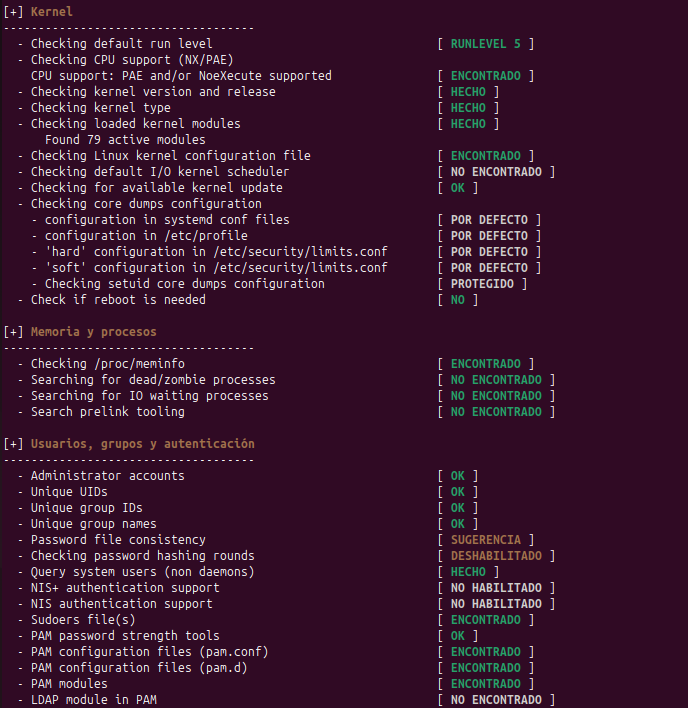 [+] Kernel
------------------------------------
- Checking default run level [ RUNLEVEL 5 ]
- Checking CPU support (NX/PAE)
CPU support: PAE and/or NoeXecute supported [ ENCONTRADO ]
- Checking kernel version and release [ HECHO ]
- Checking kernel type [ HECHO ]
- Checking loaded kernel modules [ HECHO ]
Found 79 active modules
- Checking Linux kernel configuration file [ ENCONTRADO ]
- Checking default I/O kernel scheduler [ NO ENCONTRADO ]
- Checking for available kernel update [ OK ]
- Checking core dumps configuration
- configuration in systemd conf files [ POR DEFECTO ]
- configuration in /etc/profile [ POR DEFECTO ]
- 'hard' configuration in /etc/security/limits.conf [ POR DEFECTO ]
- 'soft' configuration in /etc/security/limits.conf [ POR DEFECTO ]
- Checking setuid core dumps configuration [ PROTEGIDO ]
- Check if reboot is needed [ NO ]
[+] Memoria y procesos
------------------------------------
- Checking /proc/meminfo [ ENCONTRADO ]
- Searching for dead/zombie processes [ NO ENCONTRADO ]
- Searching for IO waiting processes [ NO ENCONTRADO ]
- Search prelink tooling [ NO ENCONTRADO ]
[+] Usuarios, grupos y autenticación
------------------------------------
- Administrator accounts [ OK ]
- Unique UIDs [ OK ]
- Unique group IDs [ OK ]
- Unique group names [ OK ]
- Password file consistency [ SUGERENCIA ]
- Checking password hashing rounds [ DESHABILITADO ]
- Query system users (non daemons) [ HECHO ]
- NIS+ authentication support [ NO HABILITADO ]
- NIS authentication support [ NO HABILITADO ]
- Sudoers file(s) [ ENCONTRADO ]
- PAM password strength tools [ OK ]
- PAM configuration files (pam.conf) [ ENCONTRADO ]
- PAM configuration files (pam.d) [ ENCONTRADO ]
- PAM modules [ ENCONTRADO ]
- LDAP module in PAM [ NO ENCONTRADO ]